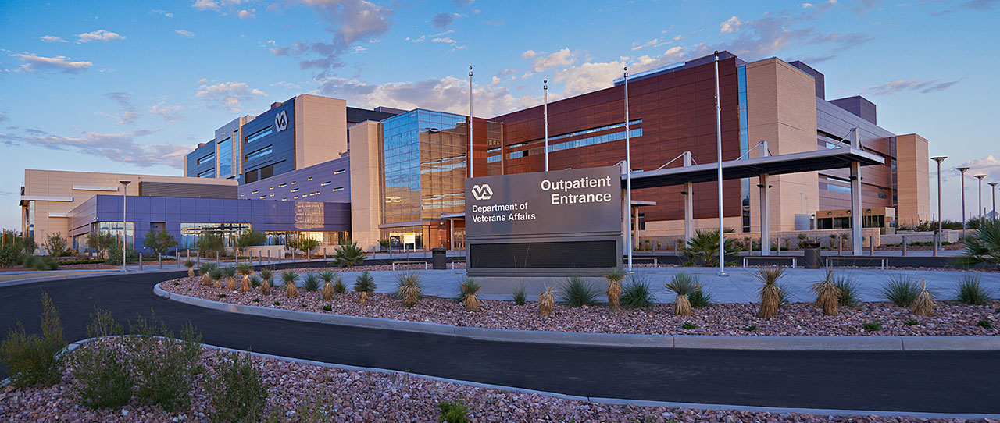 VA
VA
Outpatient
Entrance
Department of
Veterans Affairs